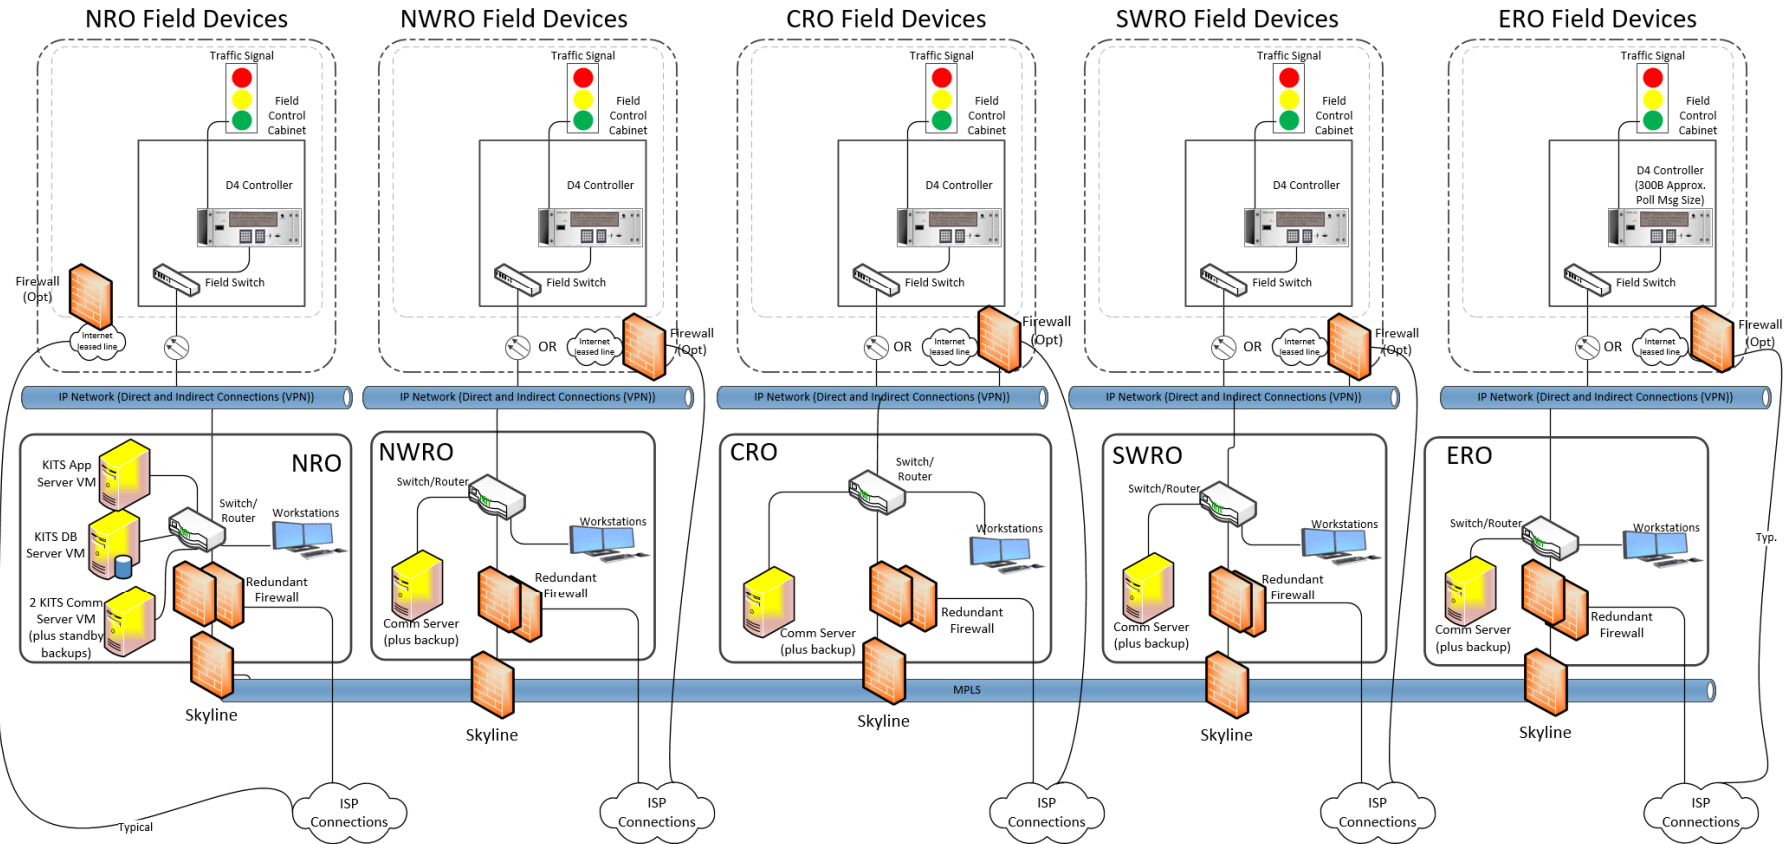 NRO Field Devices
Traffic Signal
Field
Control
Cabinet
D4 Controller
Field Switch
Firewall
(Opt)
Internet
leased line
IP Network (Direct and Indirect Connections (VPN))
NWRO Field Devices
Traffic Signal
Field
Control
Cabinet
D4 Controller
Field Switch
OR
Internet
leased line
Firewall
(Opt)
IP Network (Direct and Indirect Connections (VPN))
CRO Field Devices
Traffic Signal
Field
Control
Cabinet
D4 Controller
Field Switch
OR
Internet
leased line
Firewall
(Opt)
IP Network (Direct and Indirect Connections (VPN))
SWRO Field Devices
Traffic Signal
Field
Control
Cabinet
D4 Controller
Field Switch
OR
Internet
leased line
Firewall
(Opt)
IP Network (Direct and Indirect Connections (VPN))
ERO Field Devices
Traffic Signal
Field
Control
Cabinet
D4 Controller
(300B Approx.
Poll Msg Size)
Field Switch
OR
Internet
leased line
Firewall
(Opt)
IP Network (Direct and Indirect Connections (VPN))
NRO
KITS App
Server VM
KITS DB
Server VM
2 KITS Comm
Server VM
(plus standby
backups)
Switch/
Router
Workstations
Redundant
Firewall
Skyline
NWRO
Switch/Router
Workstations
Comm Server
(plus backup)
Redundant
Firewall
Skyline
CRO
Switch/
Router
Workstations
Comm Server
(plus backup)
Redundant
Firewall
Skyline
SWRO
Switch/Router
Workstations
Comm Server
(plus backup)
Redundant
Firewall
Skyline
ERO
Switch/Router
Workstations
Comm Server
(plus backup)
Redundant
Firewall
Skyline
Typ.
MPLS
Typical
ISP
Connections
ISP
Connections
ISP
Connections
ISP
Connections
ISP
Connections